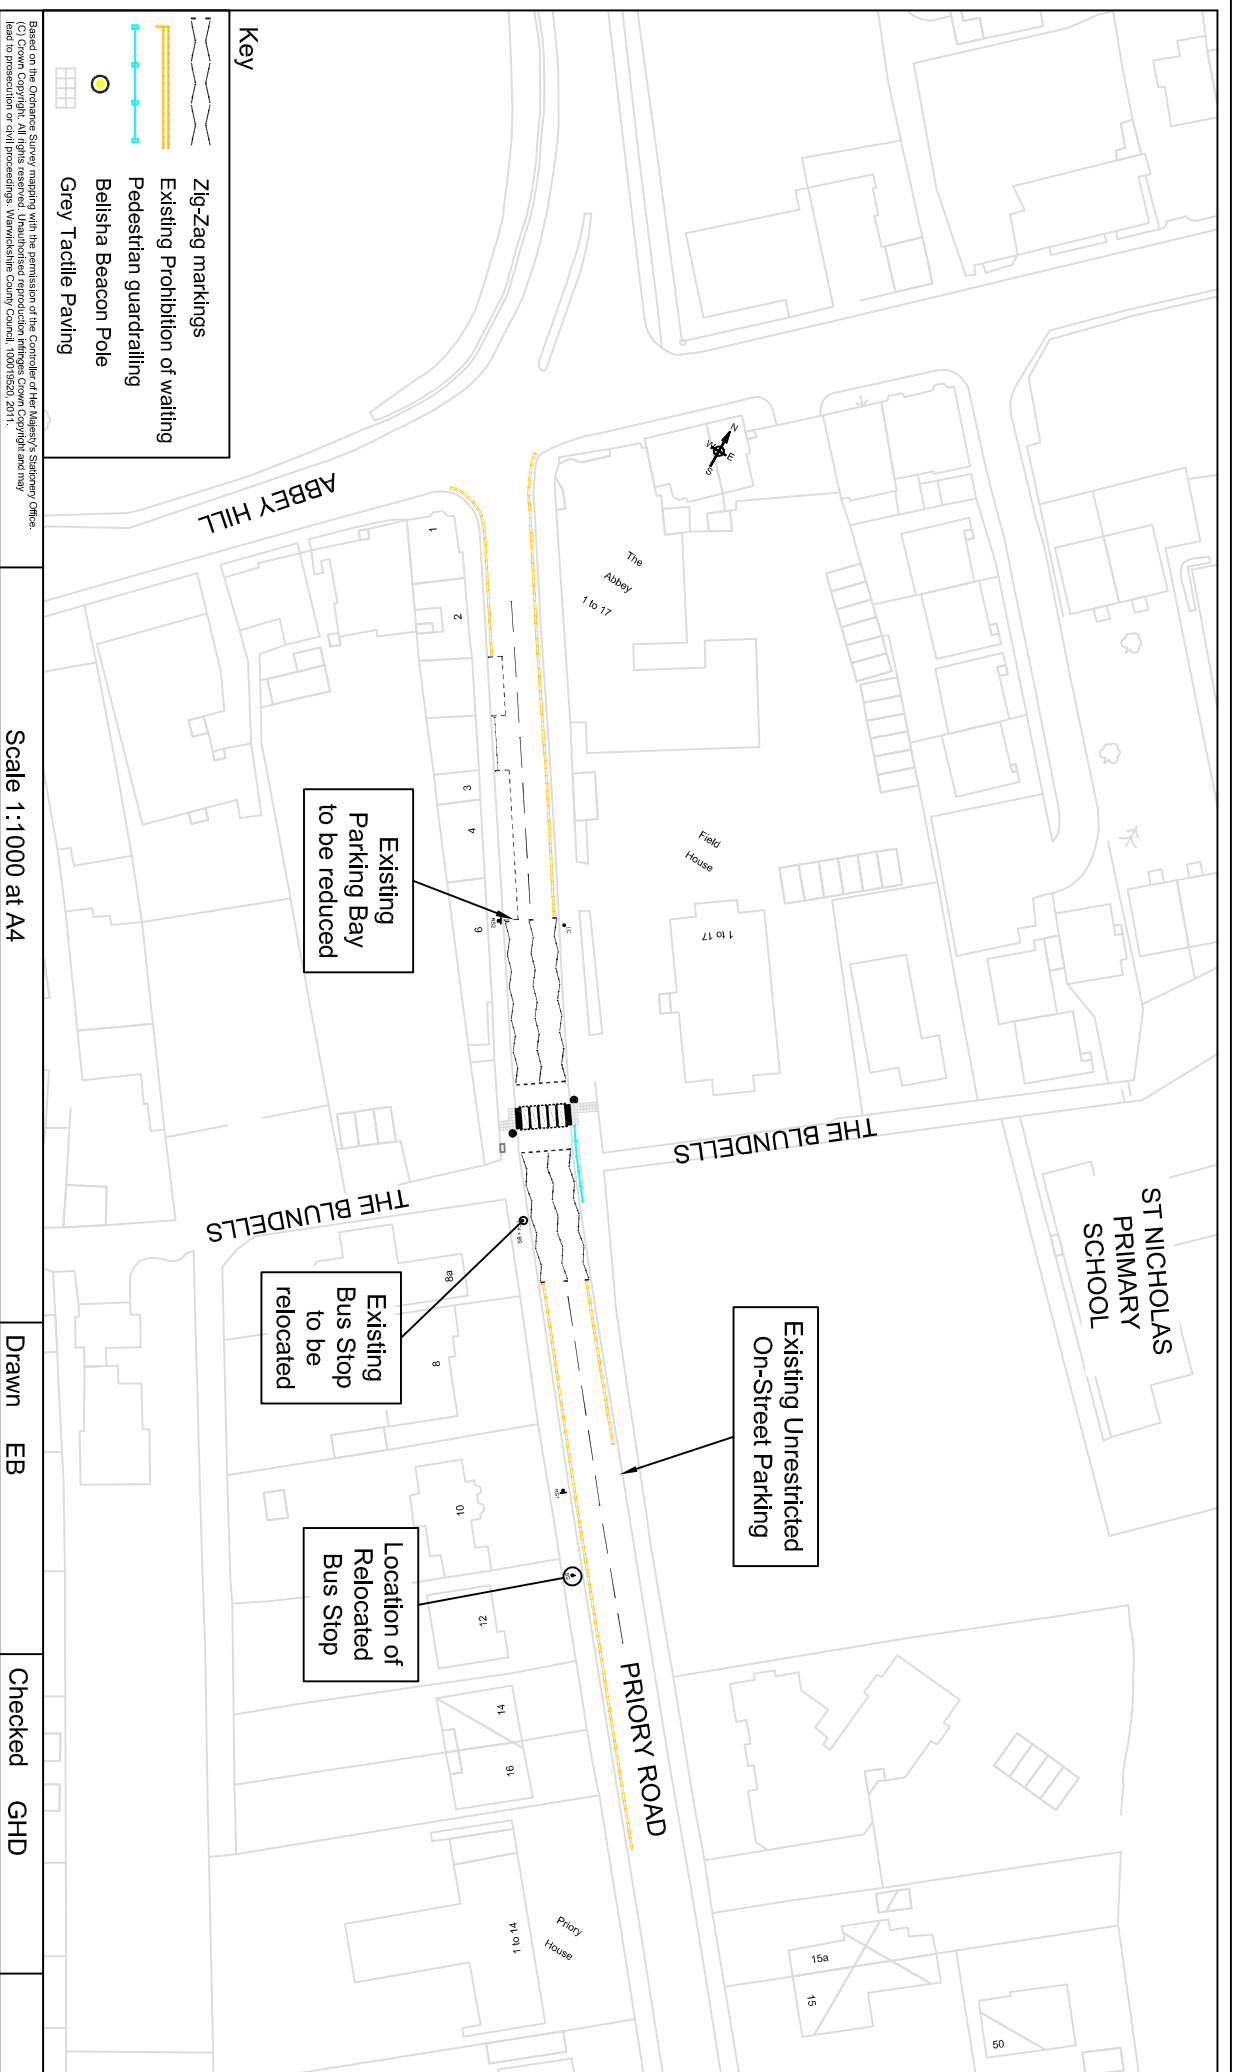 Key
Zig-Zag markings
Existing Prohibition of waiting
Pedestrian guardrailing
Belisha Beacon Pole
Grey Tactile Paving
Based on the Ordnance Survey mapping with the permission of the Controller of Her Majesty's Stationery Office.
(C) Crown Copyright. All rights reserved. Unauthorised reproduction infringes Crown Copyright and may
lead to prosecution or civil proceedings. Warwickshire County Council, 100019520, 2011.
Scale 1:1000 at A4
Drawn EB
Checked GHD
ABBEY HILL
N
E
S
W
The
Abbey
1 to 17
1
2
3
4
6
Field
House
1 to 17
Existing
Parking Bay
to be reduced
THE BLUNDELLS
THE BLUNDELLS
ST NICHOLAS
PRIMARY
SCHOOL
Existing
Bus Stop
to be
relocated
Existing Unrestricted
On-Street Parking
Location of
Relocated
Bus Stop
PRIORY ROAD
8a
8
10
12
14
16
Priory
House
1 to 14
15a
15
50